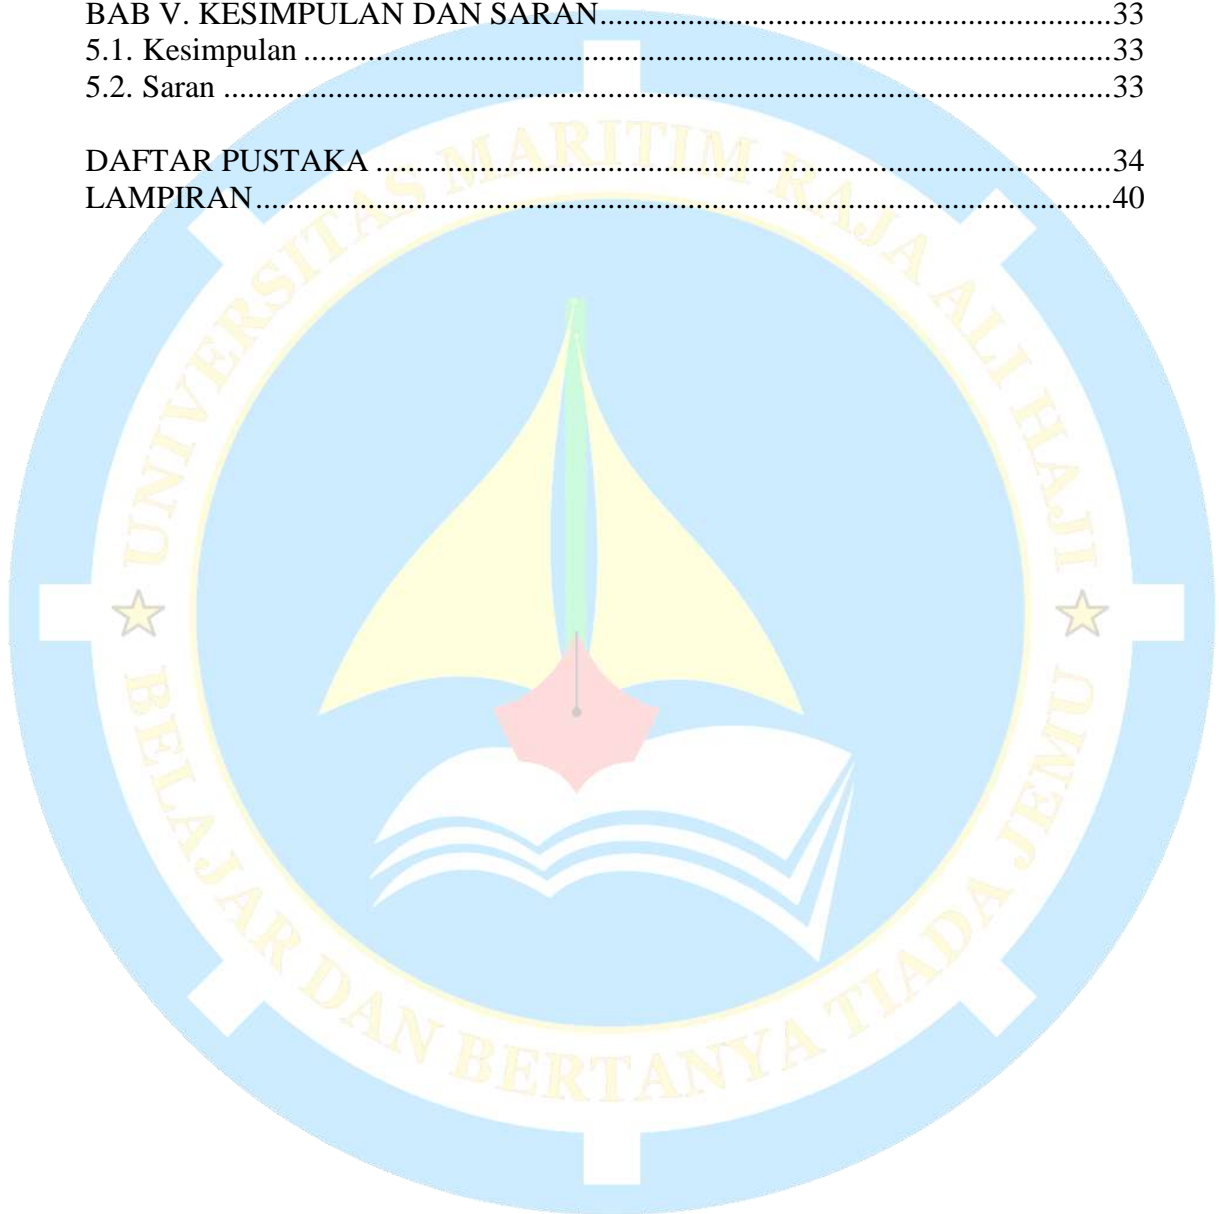 BAB V. KESIMPULAN DAN SARAN................................................................33
5.1. Kesimpulan .....................................................................................................33
5.2. Saran ...............................................................................................................33
DAFTAR PUSTAKA ............................................................................................34
LAMPIRAN...........................................................................................................40
UNIVERSITAS MARITIM RAJA ALI HAJI
BELAJAR DAN BERTANYA TIADA JEMU